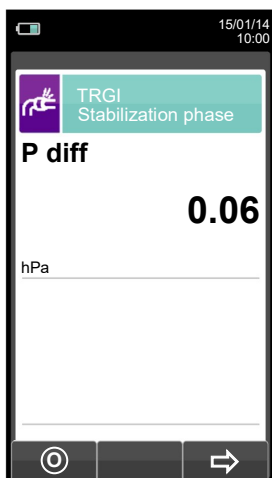 15/01/14
10:00
TRGI
Stabilization phase
P diff
0.06
hPa